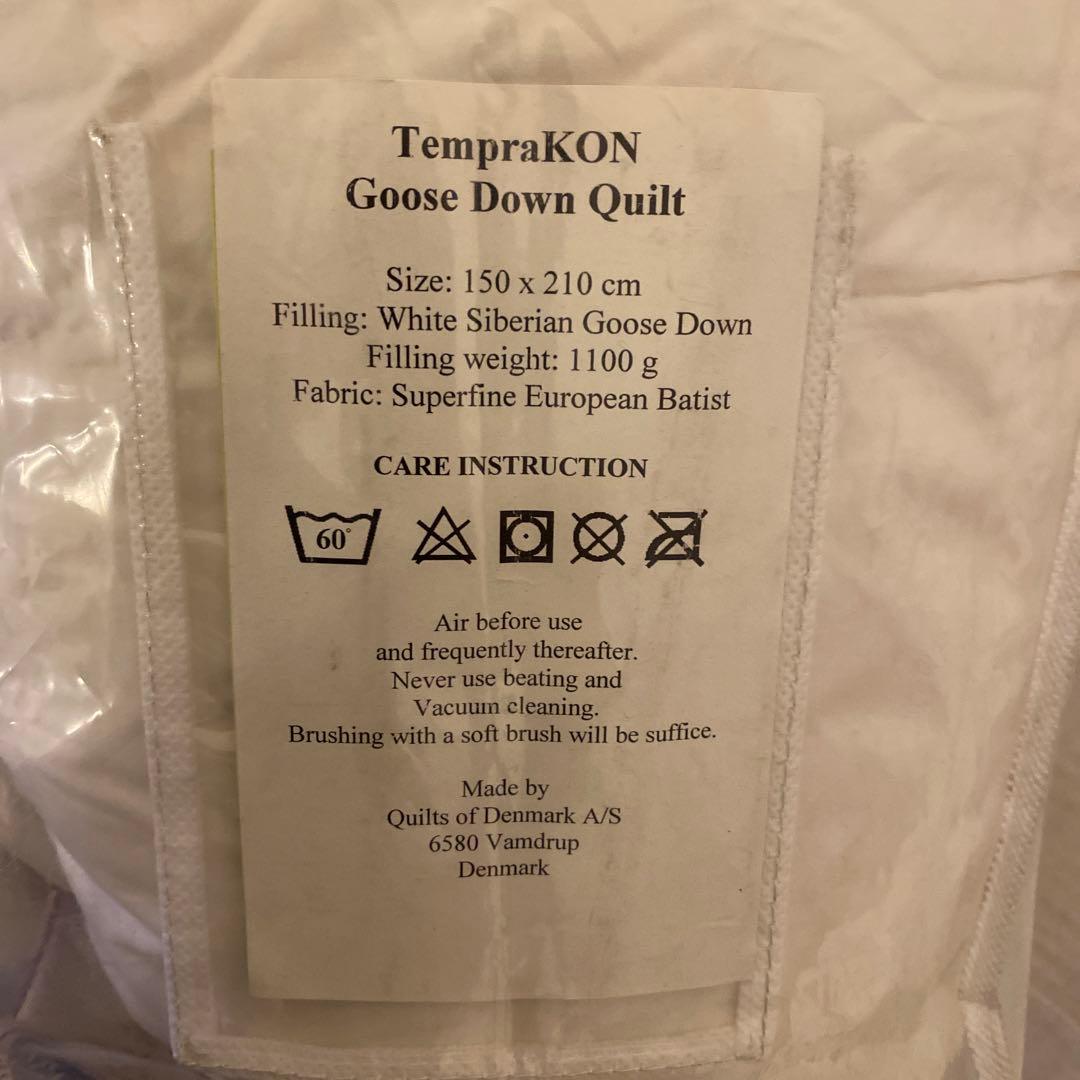 TempraKON
Goose Down Quilt
Size: 150 x 210 cm
Filling: White Siberian Goose Down
Filling weight: 1100 g
Fabric: Superfine European Batist
CARE INSTRUCTION
60°
Air before use
and frequently thereafter.
Never use beating and
Vacuum cleaning.
Brushing with a soft brush will be suffice.
Made by
Quilts of Denmark A/S
6580 Vamdrup
Denmark